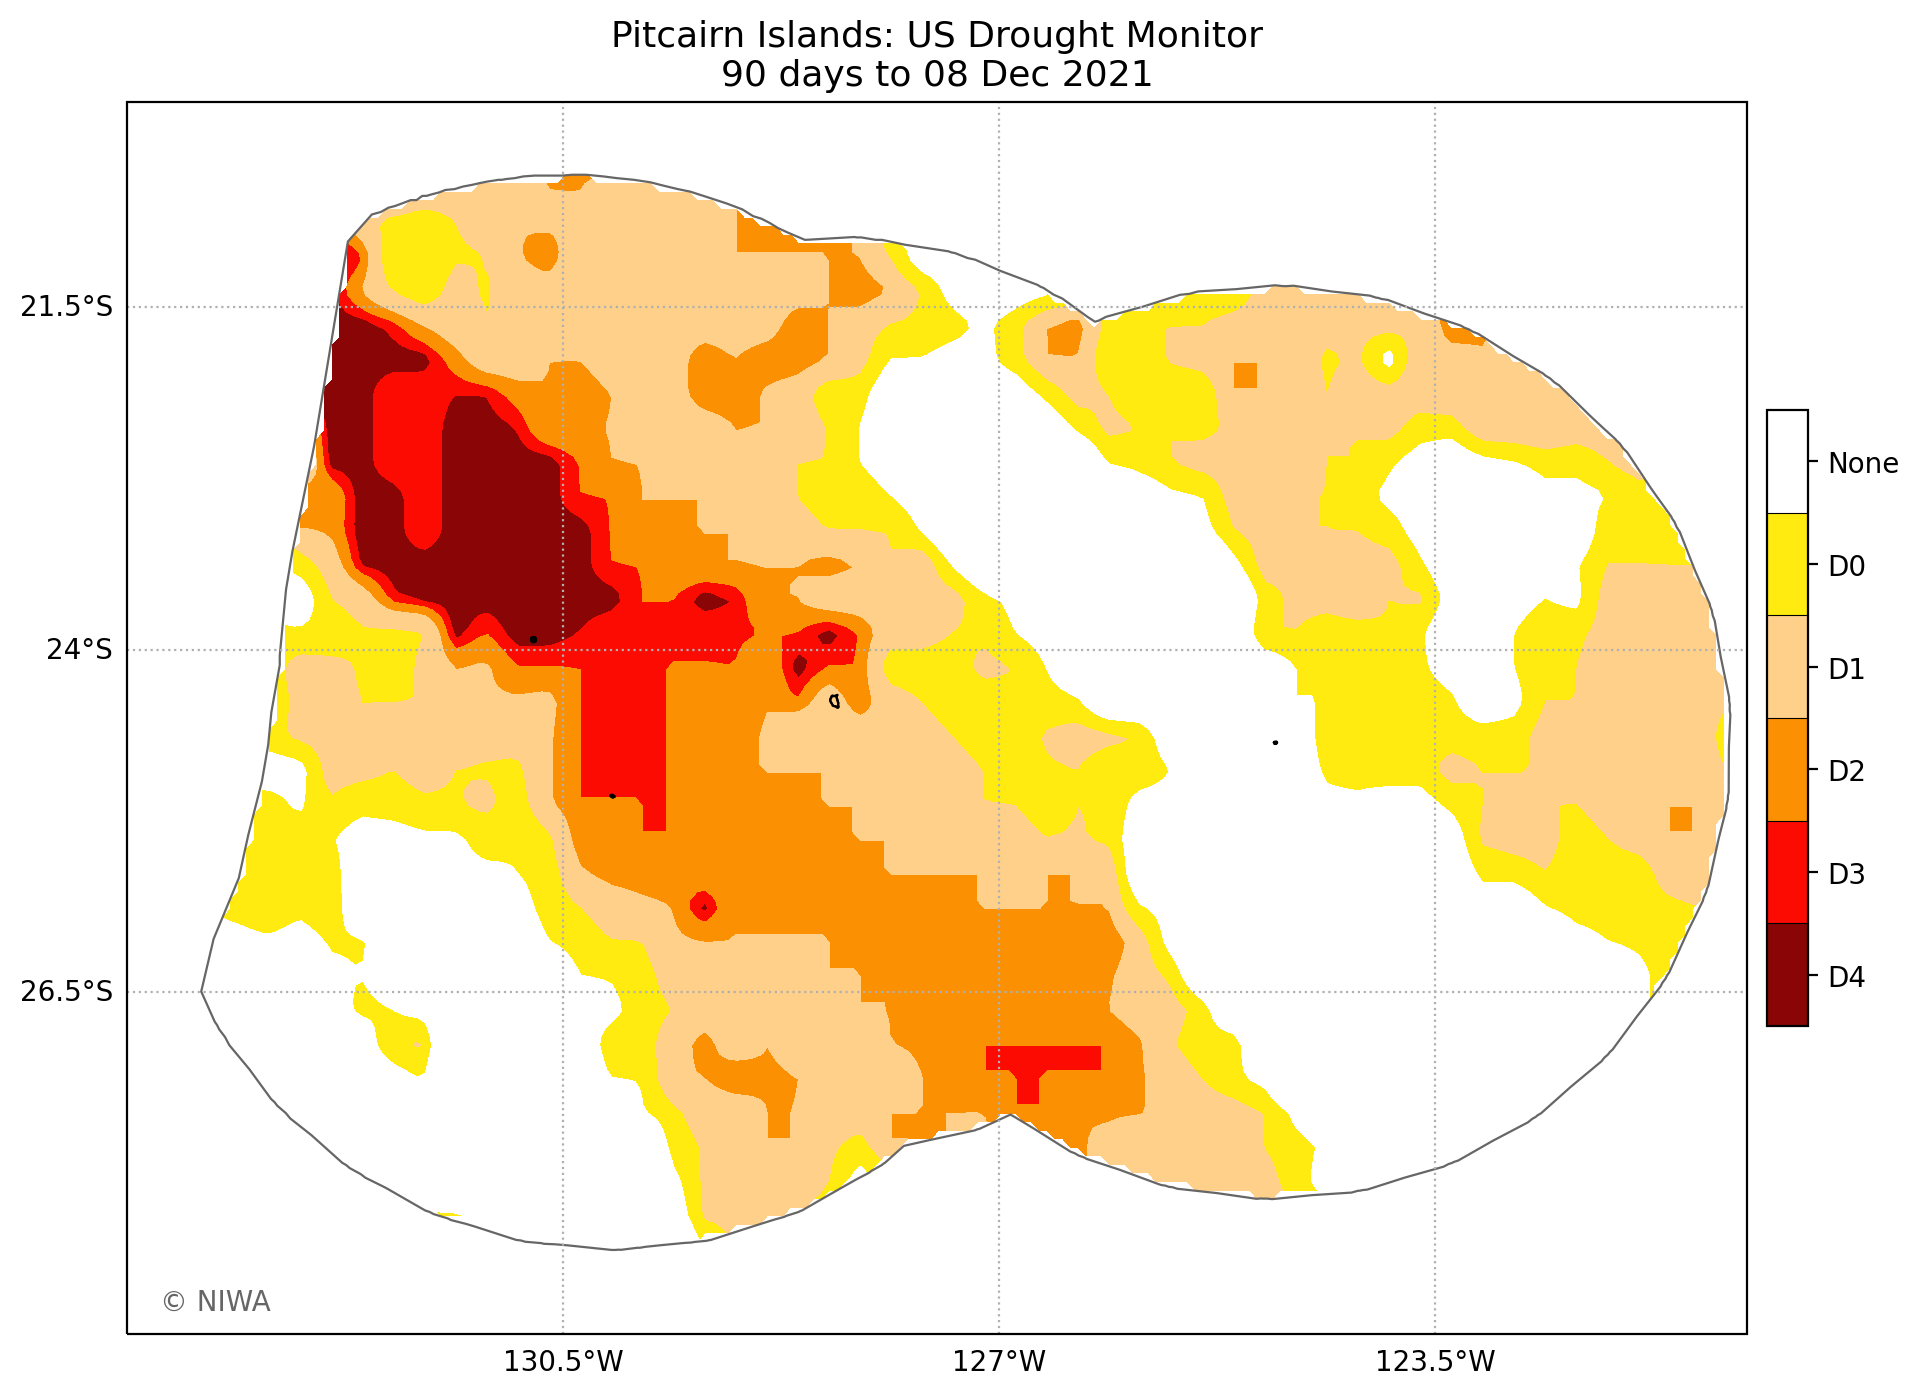 Pitcairn Islands: US Drought Monitor
90 days to 08 Dec 2021
21.5°S
24°S
26.5°S
130.5°W
127°W
123.5°W
None
D0
D1
D2
D3
D4
© NIWA